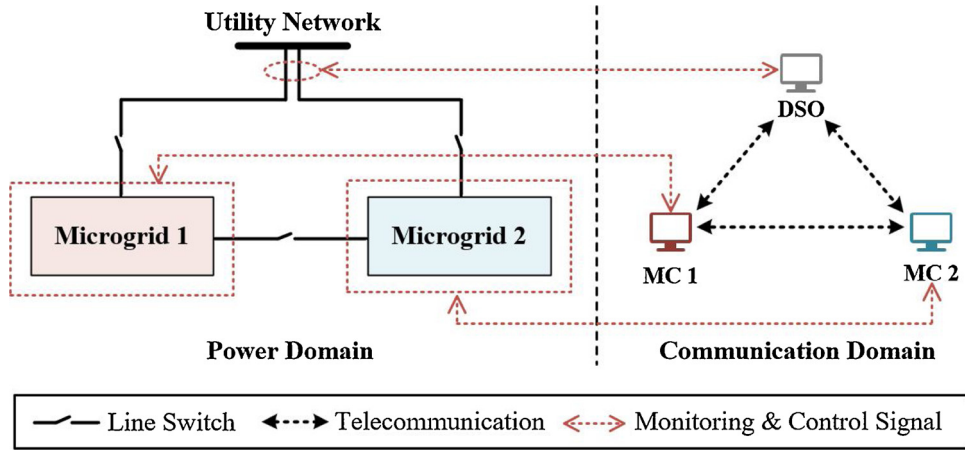 Utility Network
DSO
Microgrid 1
Microgrid 2
MC 1
MC 2
Power Domain
Communication Domain
Line Switch
Telecommunication
Monitoring & Control Signal